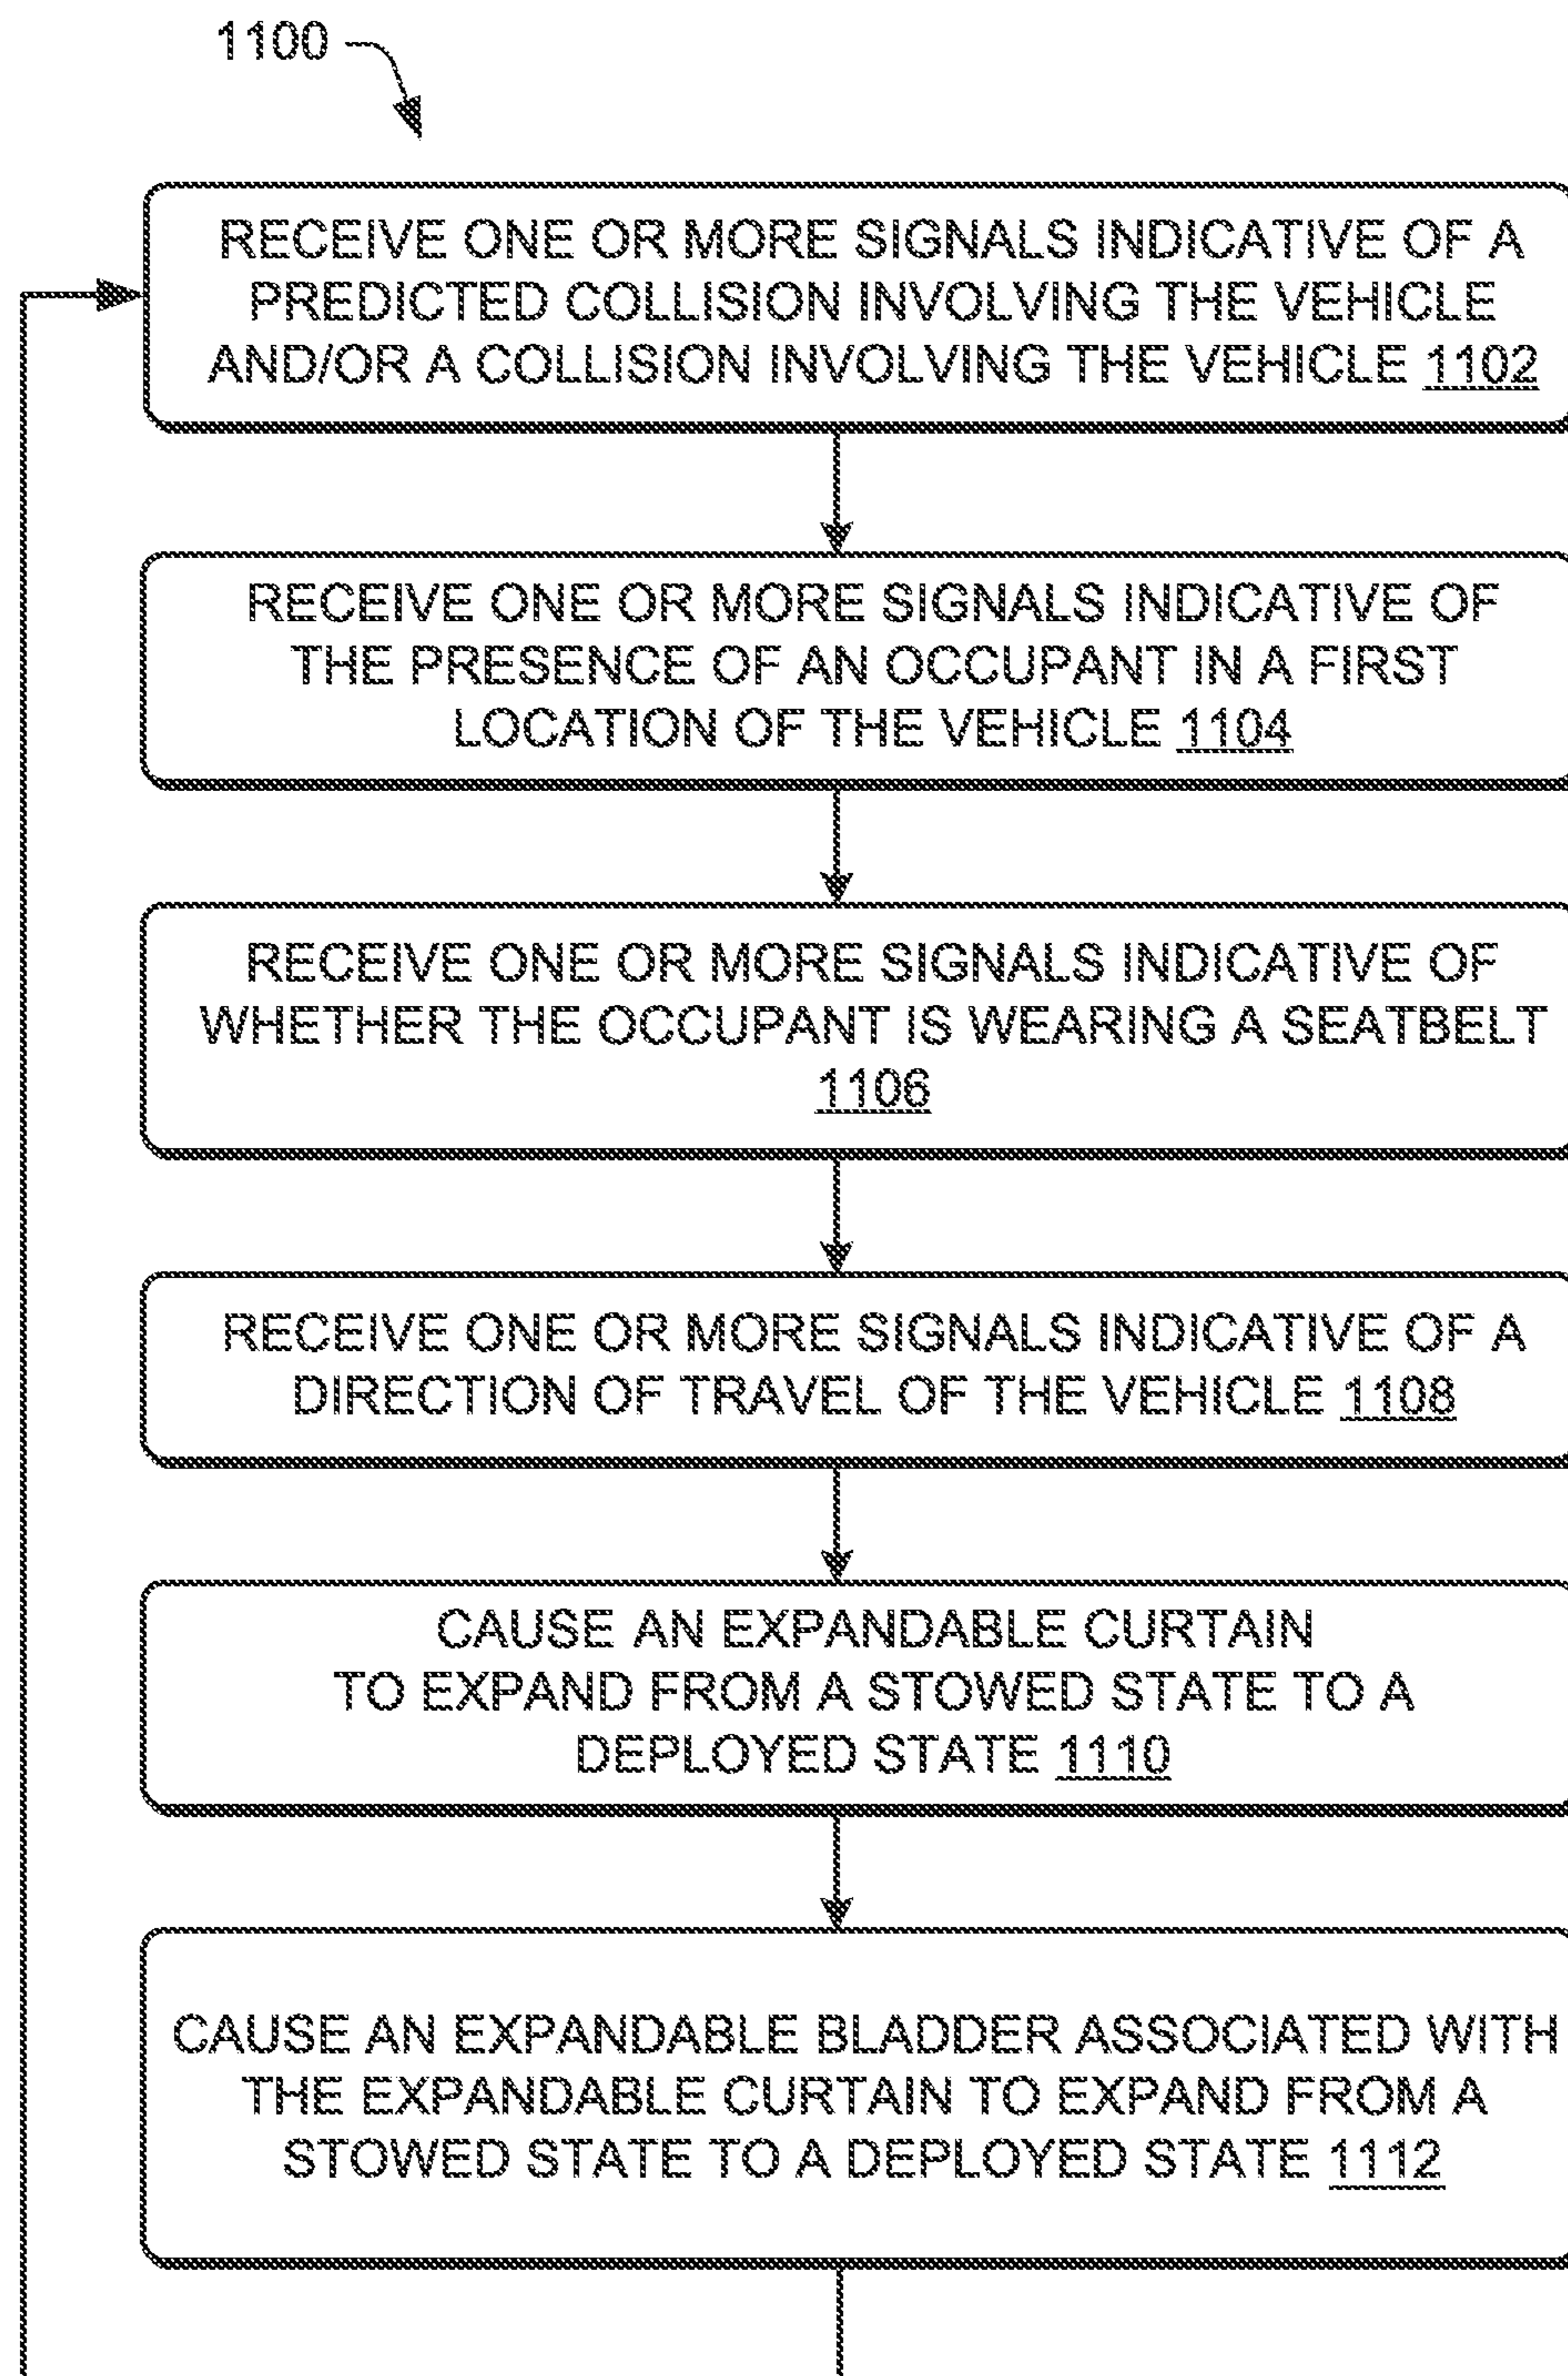 1100
RECEIVE ONE OR MORE SIGNALS INDICATIVE OF A
PREDICTED COLLISION INVOLVING THE VEHICLE
AND/OR A COLLISION INVOLVING THE VEHICLE 1102
RECEIVE ONE OR MORE SIGNALS INDICATIVE OF
THE PRESENCE OF AN OCCUPANT IN A FIRST
LOCATION OF THE VEHICLE 1104
RECEIVE ONE OR MORE SIGNALS INDICATIVE OF
WHETHER THE OCCUPANT IS WEARING A SEATBELT
1106
RECEIVE ONE OR MORE SIGNALS INDICATIVE OF A
DIRECTION OF TRAVEL OF THE VEHICLE 1108
CAUSE AN EXPANDABLE CURTAIN
TO EXPAND FROM A STOWED STATE TO A
DEPLOYED STATE 1110
CAUSE AN EXPANDABLE BLADDER ASSOCIATED WITH
THE EXPANDABLE CURTAIN TO EXPAND FROM A
STOWED STATE TO A DEPLOYED STATE 1112